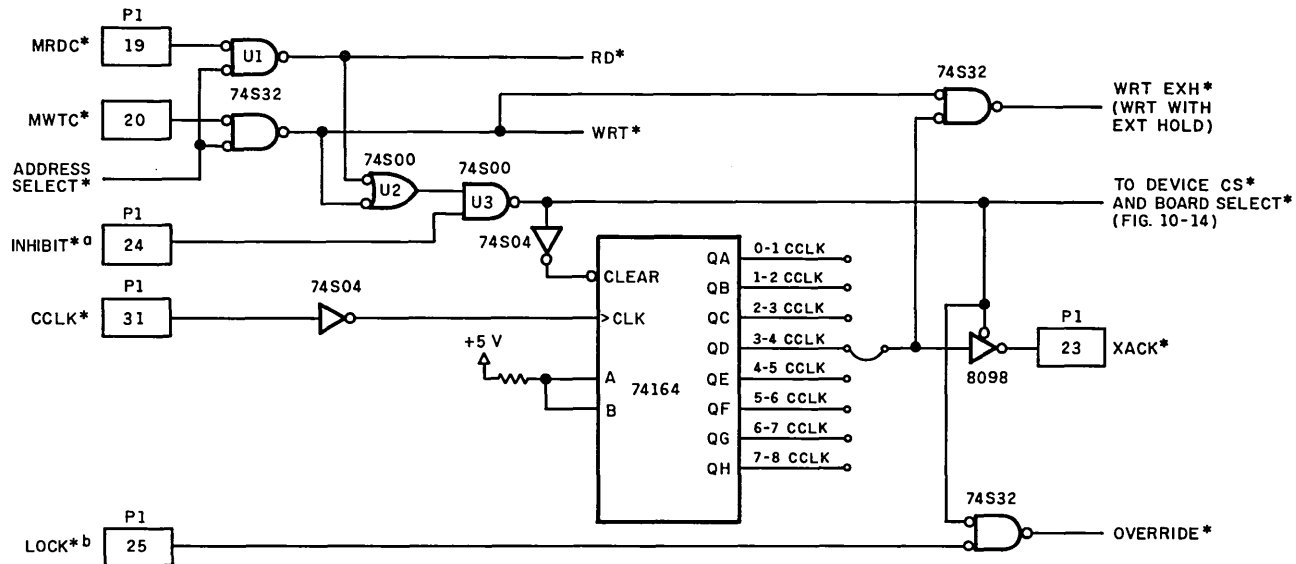 P1
MRDC* 19
U1
RD*
74S32
74S32
P1
MWTC* 20
WRT*
WRT EXH*
(WRT WITH
EXT HOLD)
ADDRESS
SELECT*
74S00
U2
74S00
U3
TO DEVICE CS*
AND BOARD SELECT*
(FIG. 10-14)
P1
INHIBIT*a 24
74S04
CLEAR
QA 0-1 CCLK
QB 1-2 CCLK
P1
CCLK* 31
74S04
>CLK
QC 2-3 CCLK
+5 V
QD 3-4 CCLK
8098
P1
23 XACK*
A
74164
QE 4-5 CCLK
B
QF 5-6 CCLK
QG 6-7 CCLK
QH 7-8 CCLK
74S32
P1
LOCK*b 25
OVERRIDE*